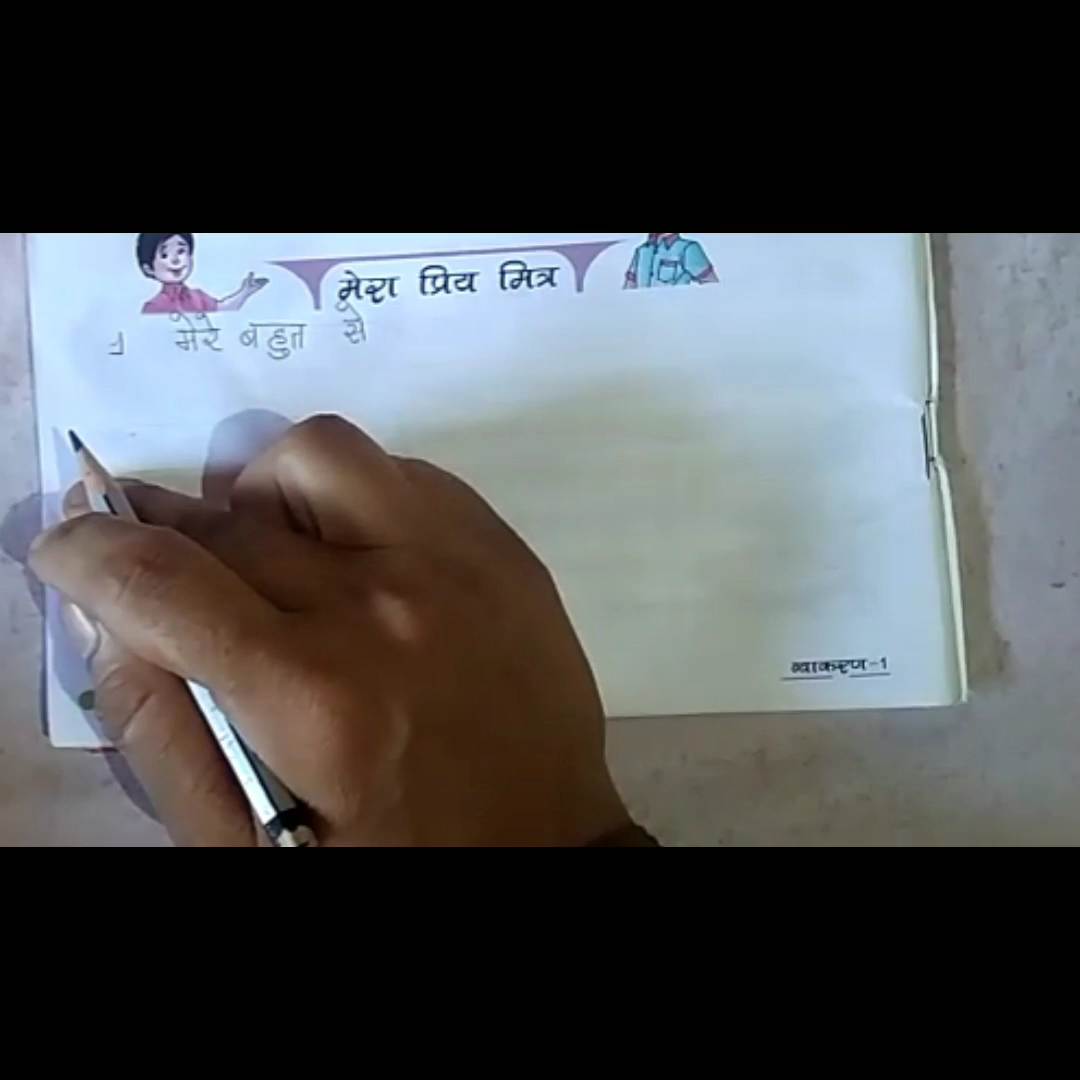 मेरा प्रिय मित्र
1 मेरे बहुत से
व्याकरण-1